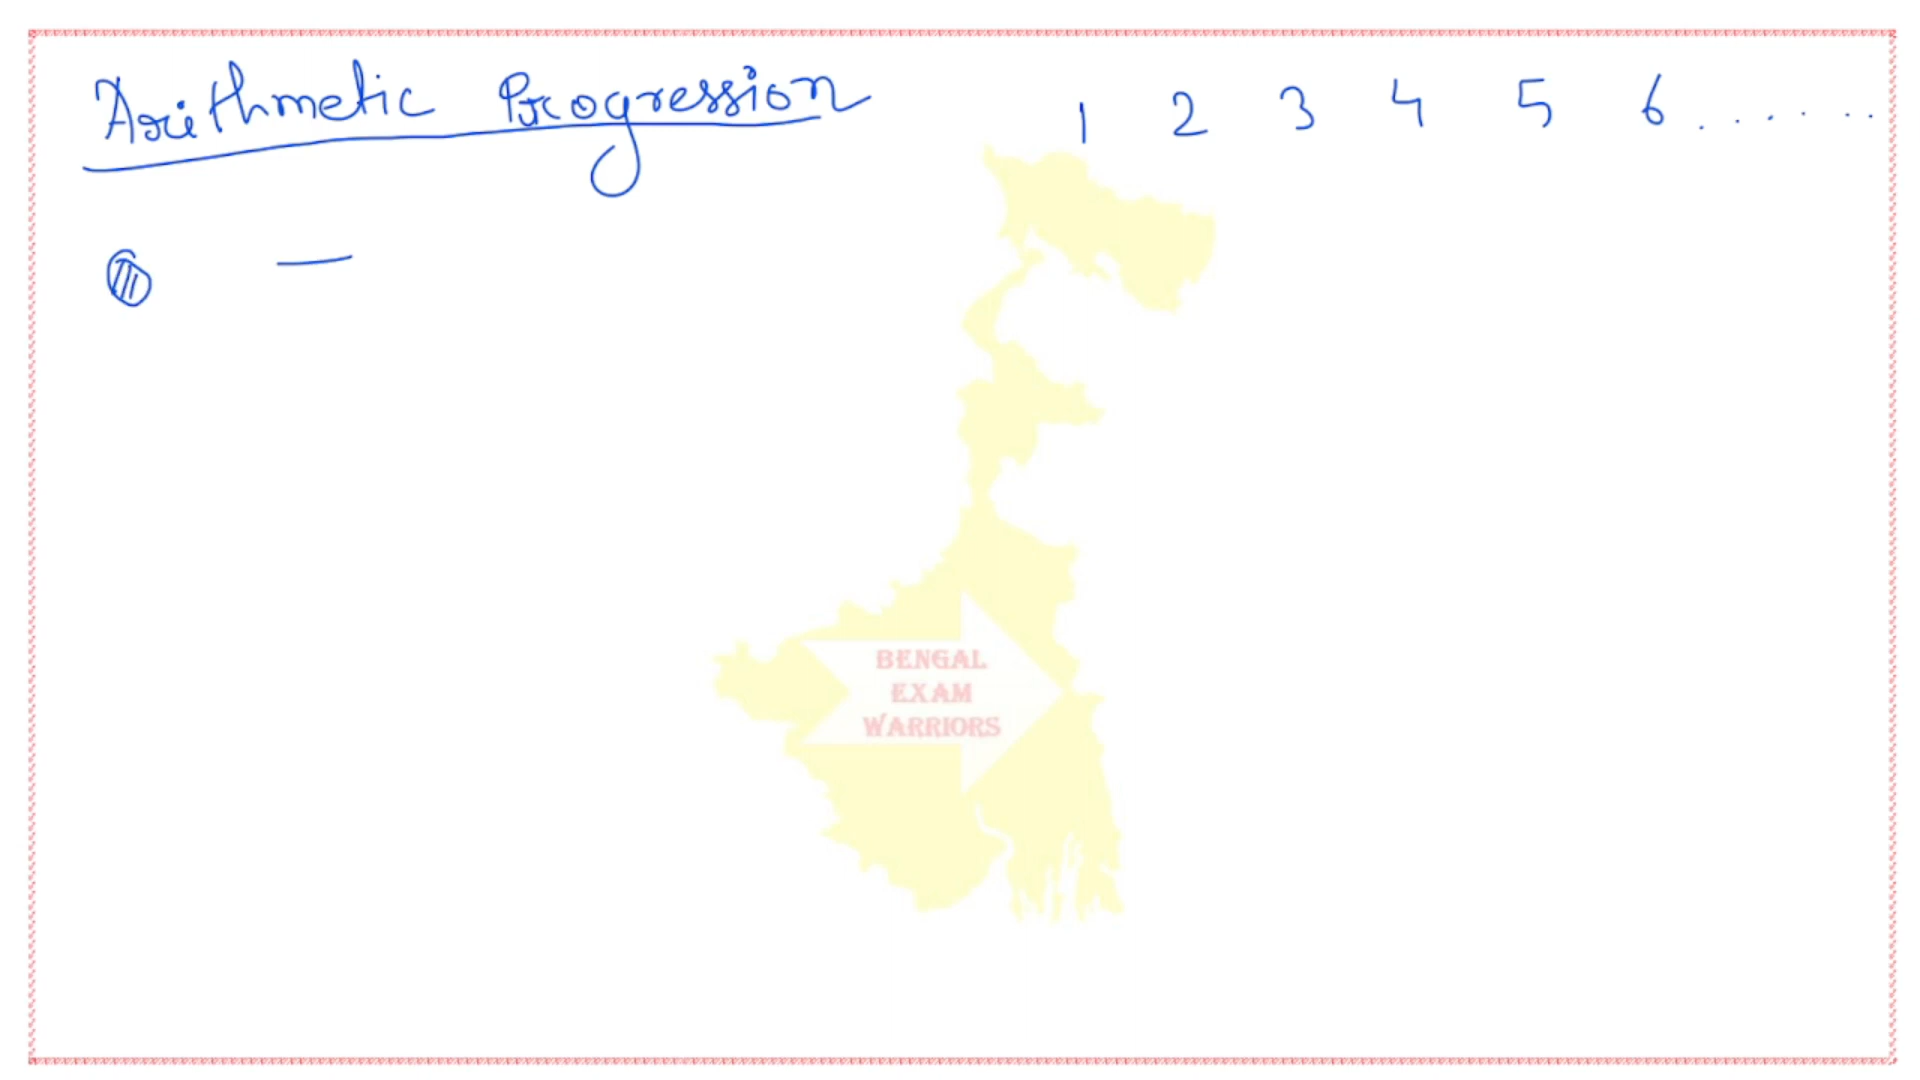 Arithmetic Progression
1 2 3 4 5 6.......
—
BENGAL
EXAM
WARRIORS